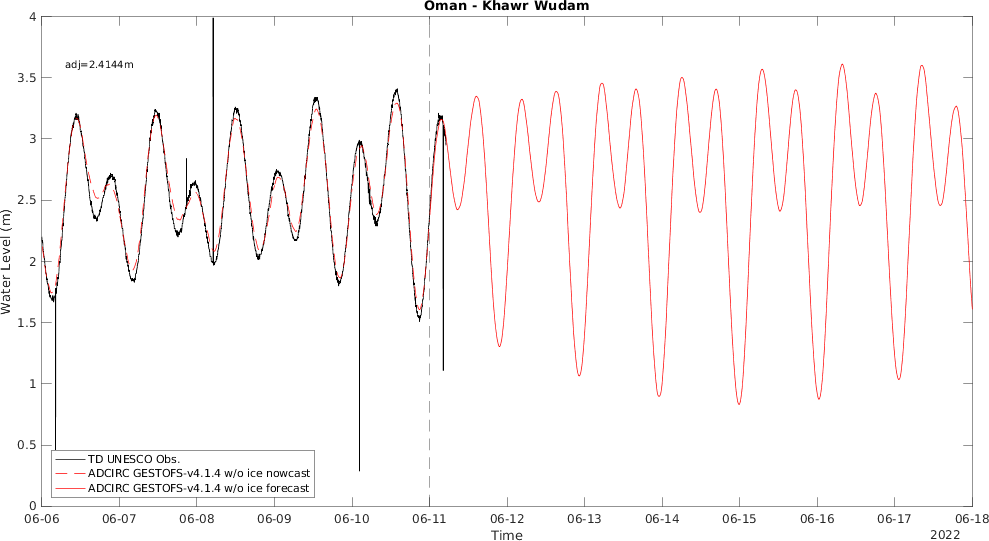 Oman - Khawr Wudam
adj=2.4144m
Water Level (m)
4
3.5
3
2.5
2
1.5
1
0.5
0
TD UNESCO Obs.
ADCIRC GESTOFS-v4.1.4 w/o ice nowcast
ADCIRC GESTOFS-v4.1.4 w/o ice forecast
06-06 06-07 06-08 06-09 06-10 06-11 06-12 06-13 06-14 06-15 06-16 06-17 06-18
Time
2022